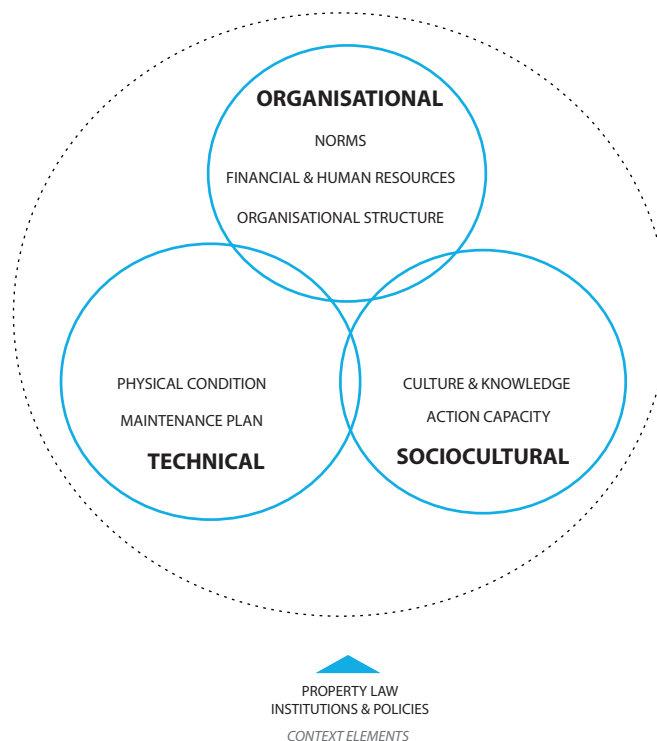 ORGANISATIONAL
NORMS
FINANCIAL & HUMAN RESOURCES
ORGANISATIONAL STRUCTURE
PHYSICAL CONDITION
MAINTENANCE PLAN
TECHNICAL
CULTURE & KNOWLEDGE
ACTION CAPACITY
SOCIOCULTURAL
PROPERTY LAW
INSTITUTIONS & POLICIES
CONTEXT ELEMENTS